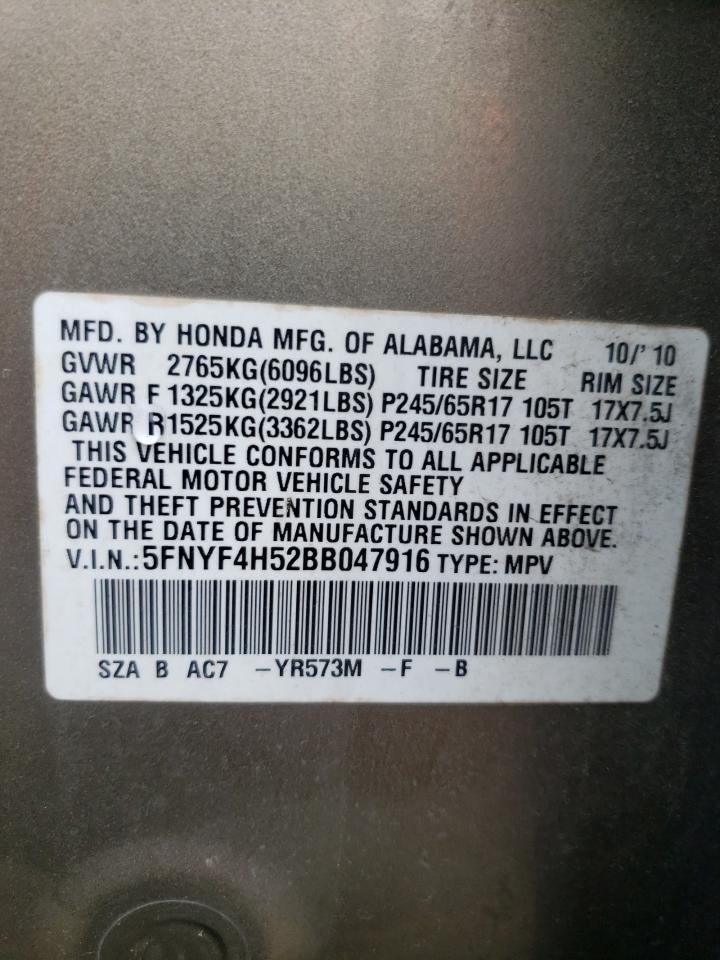 MFD. BY HONDA MFG. OF ALABAMA, LLC 10/'10
GVWR 2765KG(6096LBS) TIRE SIZE RIM SIZE
GAWR F 1325KG(2921LBS) P245/65R17 105T 17X7.5J
GAWR R1525KG(3362LBS) P245/65R17 105T 17X7.5J
THIS VEHICLE CONFORMS TO ALL APPLICABLE
FEDERAL MOTOR VEHICLE SAFETY
AND THEFT PREVENTION STANDARDS IN EFFECT
ON THE DATE OF MANUFACTURE SHOWN ABOVE.
V.I.N.:5FNYF4H52BB047916 TYPE: MPV
SZA B AC7 -YR573M -F -B